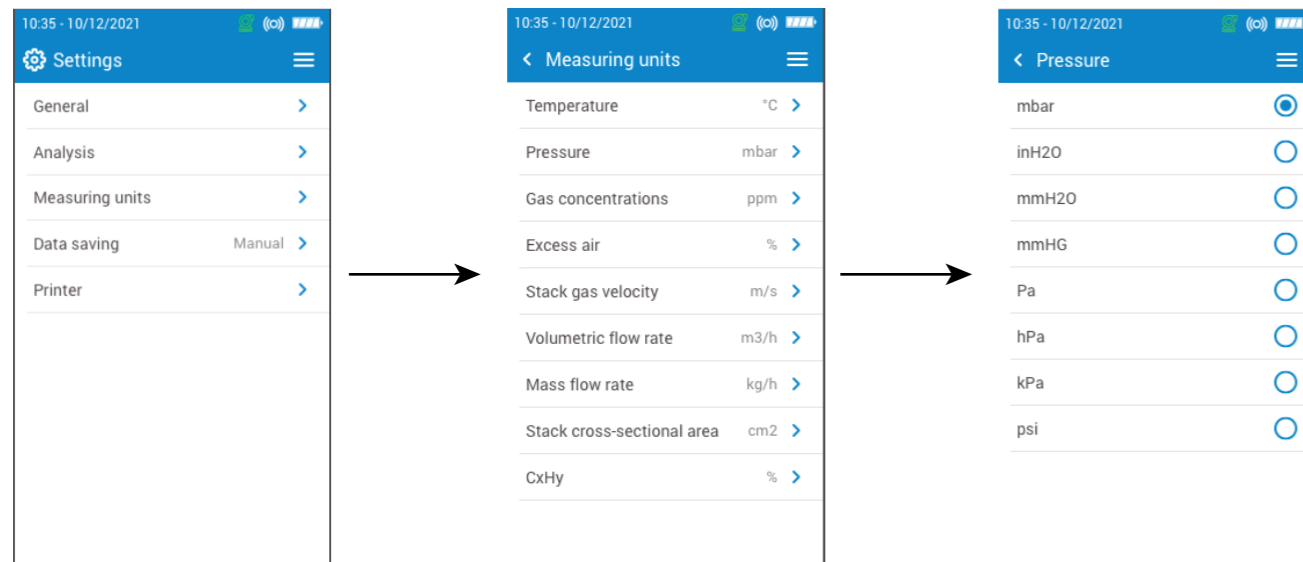 10:35 - 10/12/2021
Settings
General
Analysis
Measuring units
Data saving Manual
Printer
10:35 - 10/12/2021
Measuring units
Temperature °C
Pressure mbar
Gas concentrations ppm
Excess air %
Stack gas velocity m/s
Volumetric flow rate m3/h
Mass flow rate kg/h
Stack cross-sectional area cm2
CxHy %
10:35 - 10/12/2021
Pressure
mbar
inH2O
mmH2O
mmHG
Pa
hPa
kPa
psi